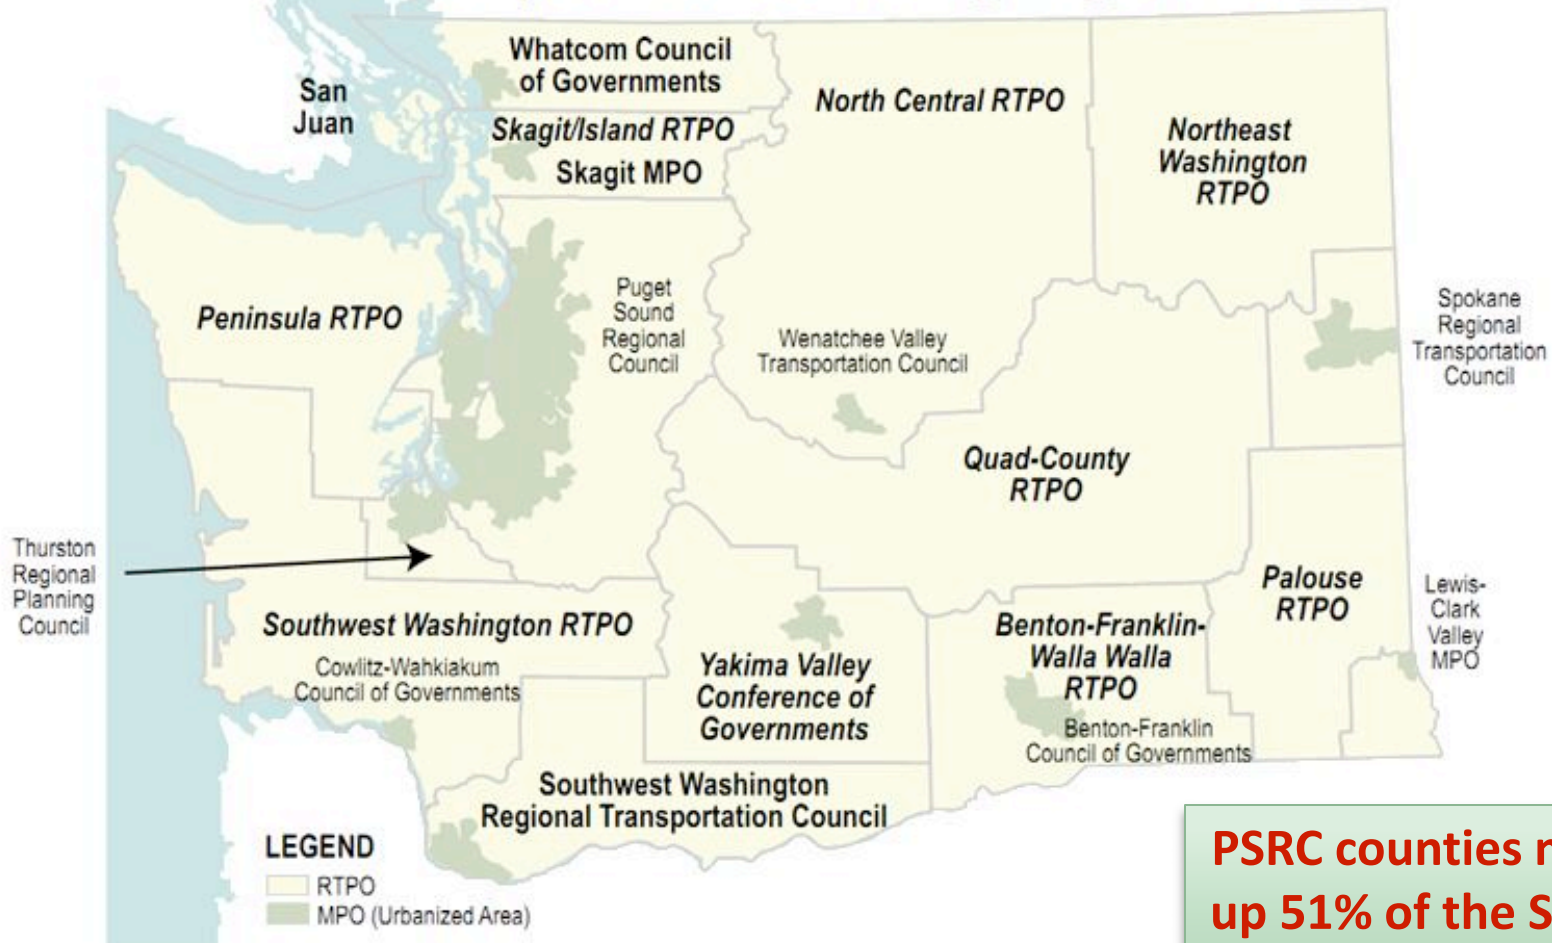 Whatcom Council
of Governments
San
Juan
North Central RTPO
Skagit/Island RTPO
Skagit MPO
Northeast
Washington
RTPO
Peninsula RTPO
Puget
Sound
Regional
Council
Wenatchee Valley
Transportation Council
Spokane
Regional
Transportation
Council
Quad-County
RTPO
Thurston
Regional
Planning
Council
Palouse
RTPO
Lewis-
Clark
Valley
MPO
Southwest Washington RTPO
Cowlitz-Wahkiakum
Council of Governments
Yakima Valley
Conference of
Governments
Benton-Franklin-
Walla Walla
RTPO
Benton-Franklin
Council of Governments
Southwest Washington
Regional Transportation Council
LEGEND
RTPO
MPO (Urbanized Area)
PSRC counties
up 51% of the